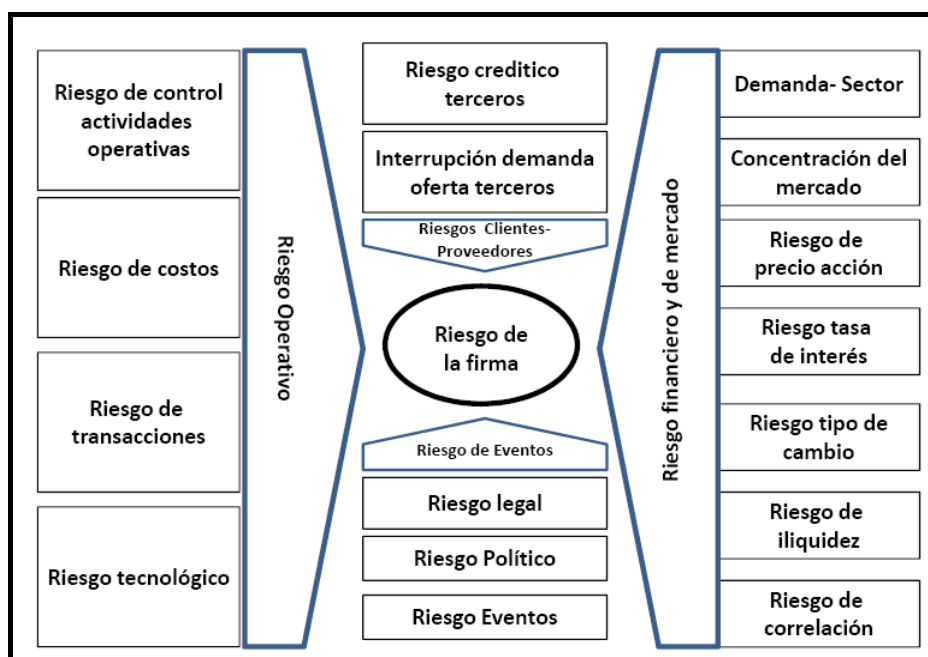 Riesgo de control
actividades
operativas
Riesgo de costos
Riesgo de
transacciones
Riesgo tecnológico
Riesgo Operativo
Riesgo creditico
terceros
Interrupción demanda
oferta terceros
Riesgos Clientes-
Proveedores
Riesgo de
la firma
Riesgo de Eventos
Riesgo legal
Riesgo Político
Riesgo Eventos
Riesgo financiero y de mercado
Demanda- Sector
Concentración del
mercado
Riesgo de
precio acción
Riesgo tasa
de interés
Riesgo tipo de
cambio
Riesgo de
iliquidez
Riesgo de
correlación